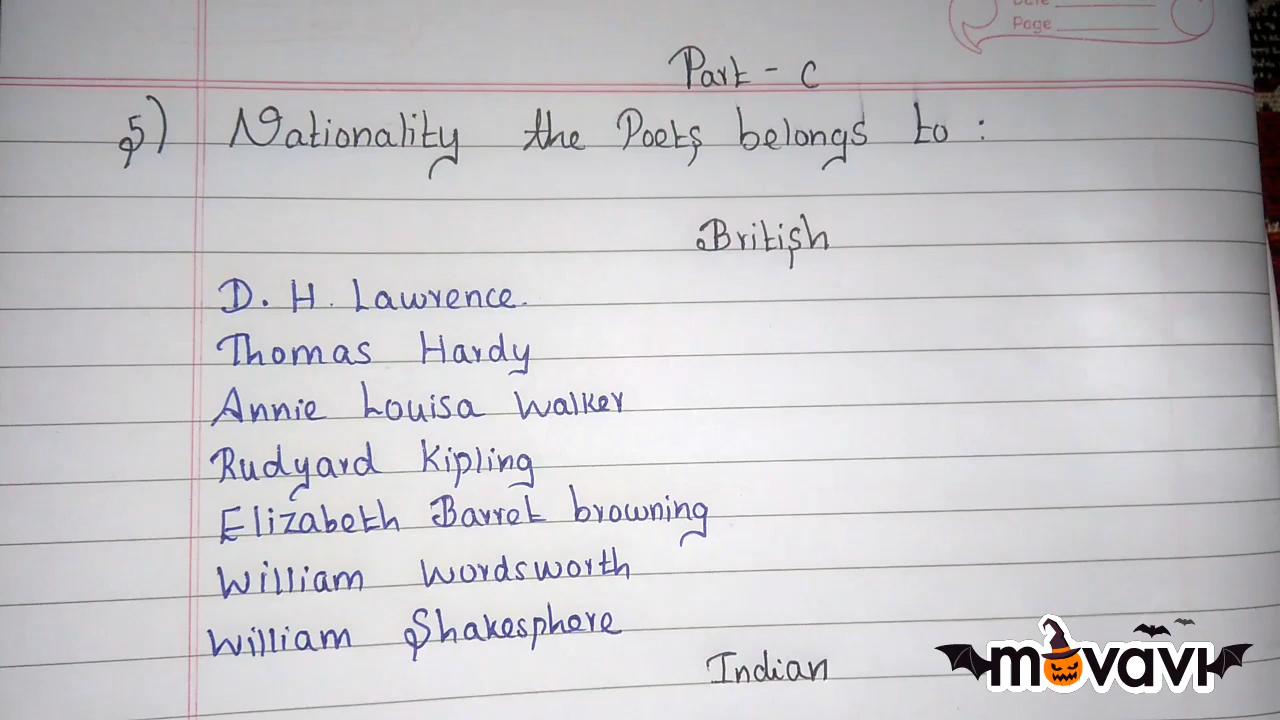 Date
Page
Part - C
5) Nationality the Poets belongs to :
British
D. H. Lawrence.
Thomas Hardy
Annie Louisa Walker
Rudyard Kipling
Elizabeth Barret browning
William Wordsworth
William Shakesphere
Indian
movavi